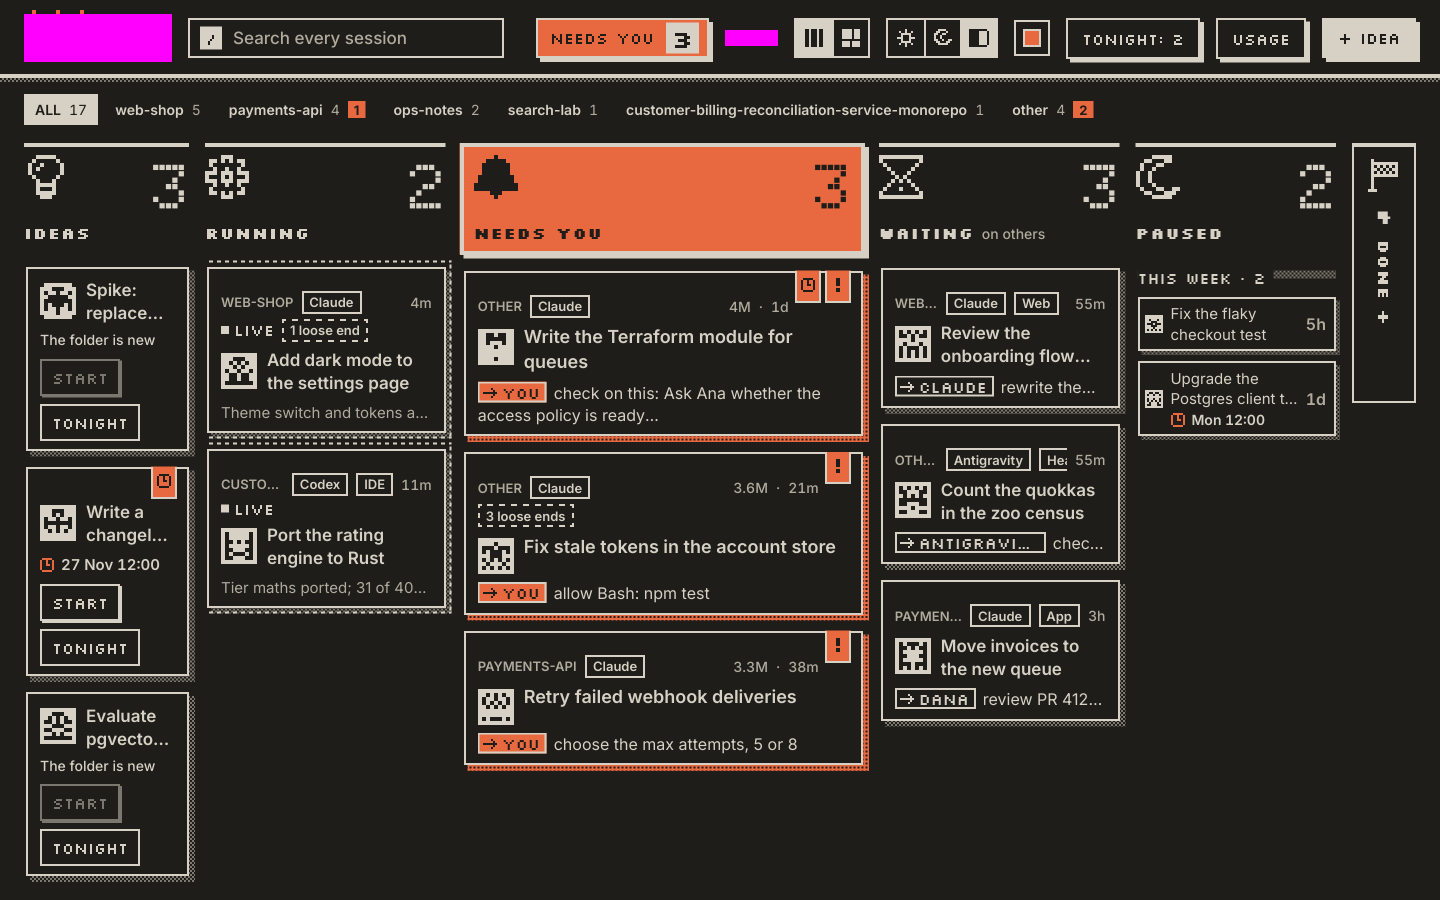 / Search every session
NEEDS YOU 3
TONIGHT: 2
USAGE
+ IDEA
ALL 17
web-shop 5
payments-api 4 1
ops-notes 2
search-lab 1
customer-billing-reconciliation-service-monorepo 1
other 4 2
3
IDEAS
Spike:
replace...
The folder is new
START
TONIGHT
Write a
changel...
27 Nov 12:00
START
TONIGHT
Evaluate
pgvecto...
The folder is new
START
TONIGHT
2
RUNNING
WEB-SHOP Claude 4m
LIVE 1 loose end
Add dark mode to
the settings page
Theme switch and tokens a...
CUSTO... Codex IDE 11m
LIVE
Port the rating
engine to Rust
Tier maths ported; 31 of 40...
3
NEEDS YOU
!
OTHER Claude 4M · 1d
Write the Terraform module for
queues
→ YOU check on this: Ask Ana whether the
access policy is ready...
!
OTHER Claude 3.6M · 21m
3 loose ends
Fix stale tokens in the account store
→ YOU allow Bash: npm test
!
PAYMENTS-API Claude 3.3M · 38m
Retry failed webhook deliveries
→ YOU choose the max attempts, 5 or 8
3
WAITING on others
WEB... Claude Web 55m
Review the
onboarding flow...
→ CLAUDE rewrite the...
OTH... Antigravity 55m
Count the quokkas
in the zoo census
→ ANTIGRAVI... chec...
PAYMEN... Claude App 3h
Move invoices to
the new queue
→ DANA review PR 412...
2
PAUSED
THIS WEEK · 2
Fix the flaky
checkout test 5h
Upgrade the
Postgres client t... 1d
Mon 12:00
4 DONE +